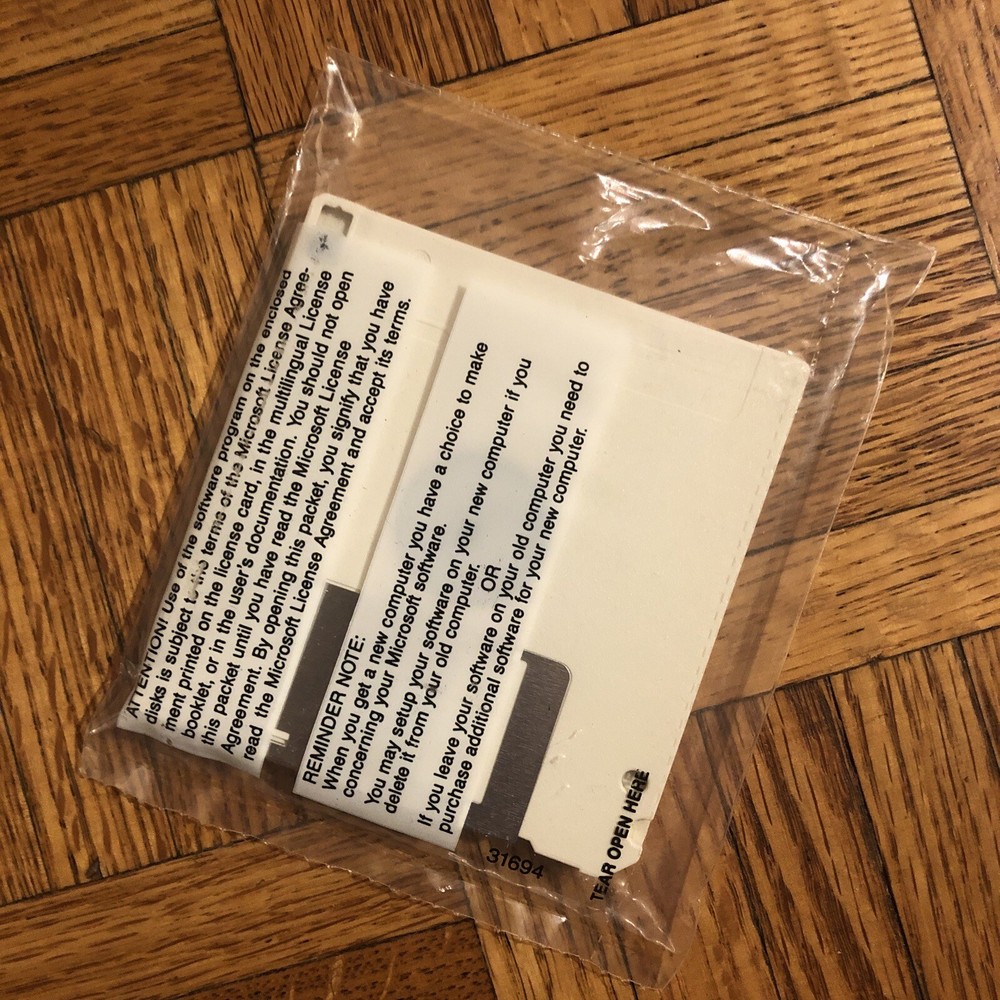 ATTENTION! Use of the software program on the enclosed
disks is subject to the terms of the Microsoft License Agree-
ment printed on the license card, in the multilingual License
booklet, or in the user's documentation. You should not open
this packet until you have read the Microsoft License
Agreement. By opening this packet, you signify that you have
read the Microsoft License Agreement and accept its terms.
REMINDER NOTE:
When you get a new computer you have a choice to make
concerning your Microsoft software.
You may setup your software on your new computer if you
delete it from your old computer.
OR
If you leave your software on your old computer you need to
purchase additional software for your new computer.
31694
TEAR OPEN HERE